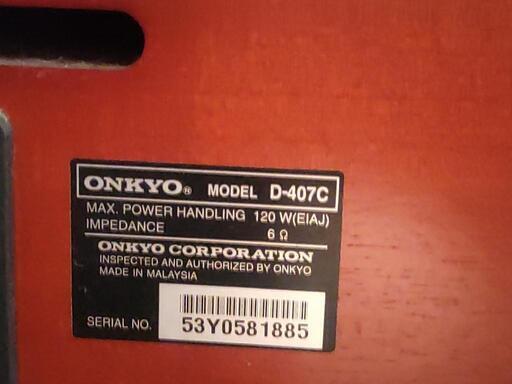 ONKYO® MODEL D-407C
MAX. POWER HANDLING 120 W(EIAJ)
IMPEDANCE 6 Ω
ONKYO CORPORATION
INSPECTED AND AUTHORIZED BY ONKYO
MADE IN MALAYSIA
SERIAL NO. 53Y0581885